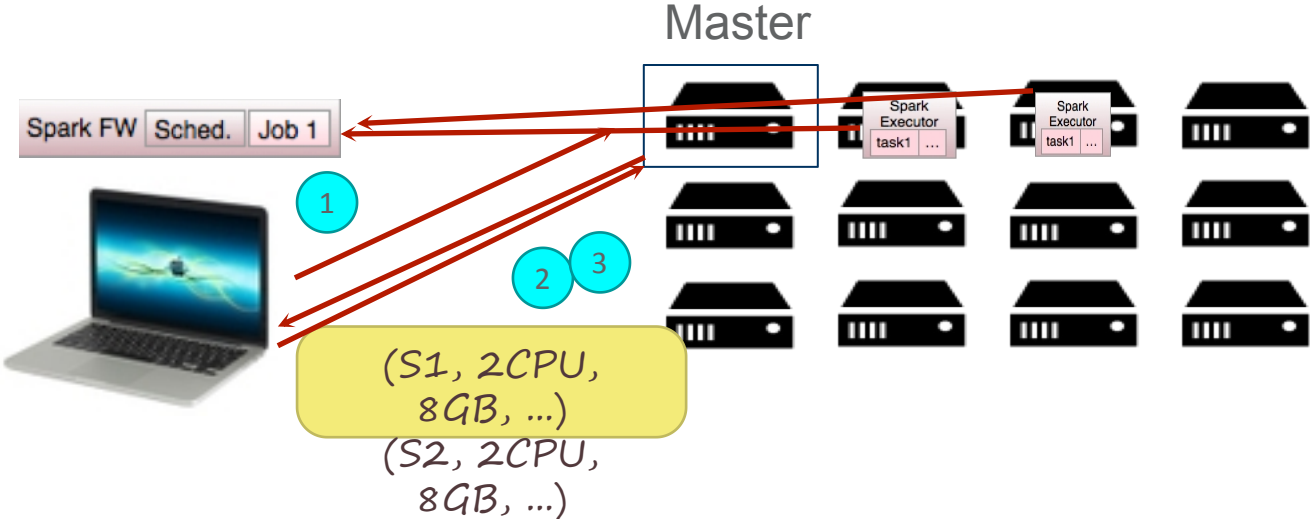 Master
Spark FW Sched. Job 1
Spark
Executor
task1 ...
Spark
Executor
task1 ...
1
2
3
(S1, 2CPU,
8GB, ...)
(S2, 2CPU,
8GB, ...)